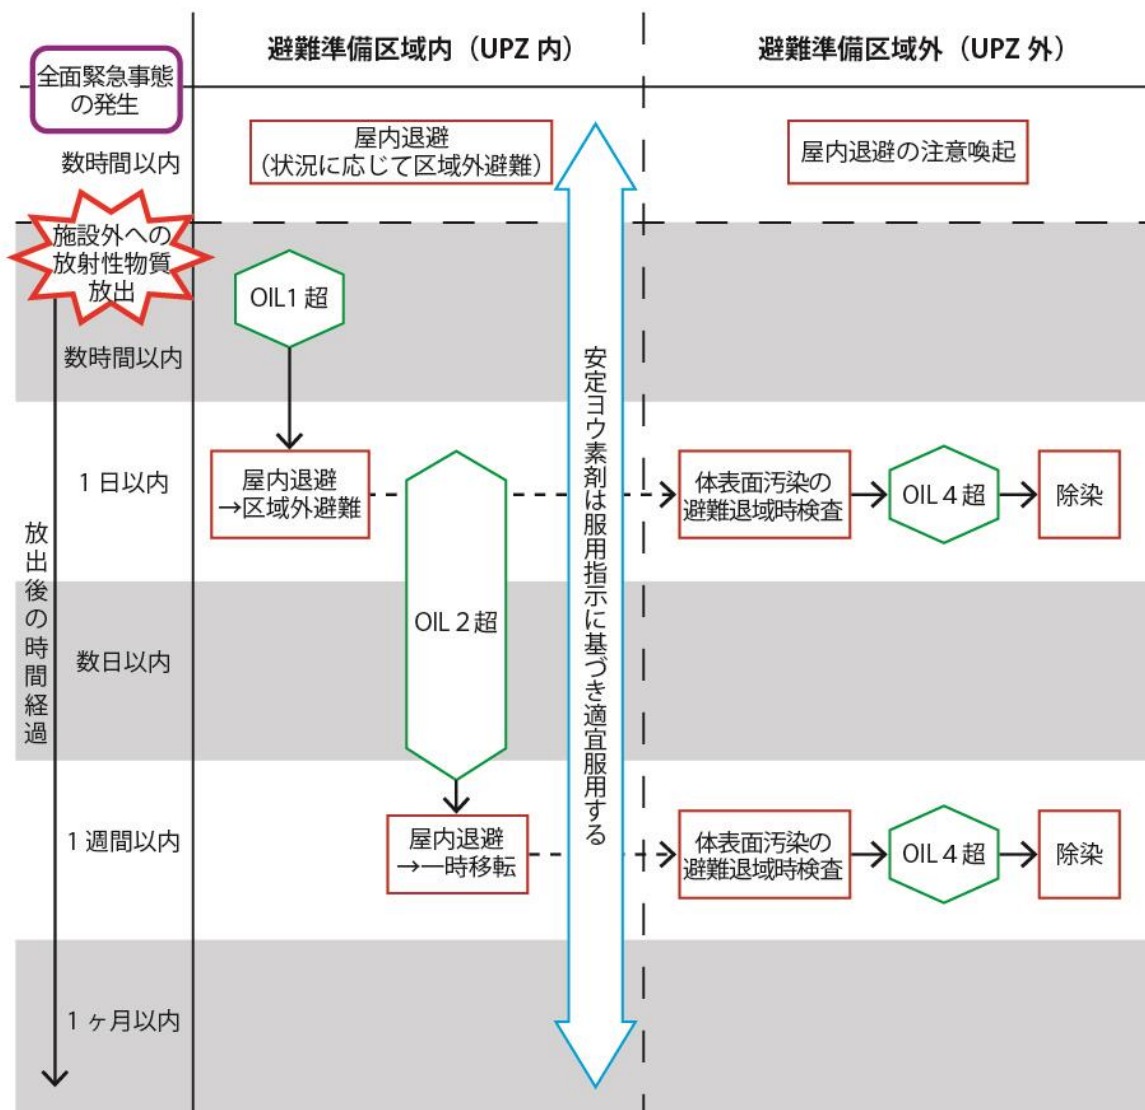 避難準備区域内（UPZ 内）
避難準備区域外（UPZ 外）
全面緊急事態
の発生
数時間以内
屋内退避
（状況に応じて区域外避難）
屋内退避の注意喚起
施設外への
放射性物質
放出
数時間以内
OIL1 超
1 日以内
屋内退避
→区域外避難
体表面汚染の
避難退域時検査
OIL 4 超
除染
数日以内
OIL 2 超
1 週間以内
屋内退避
→一時移転
体表面汚染の
避難退域時検査
OIL 4 超
除染
1 ヶ月以内
放出後の時間経過
安定ヨウ素剤は服用指示に基づき適宜服用する